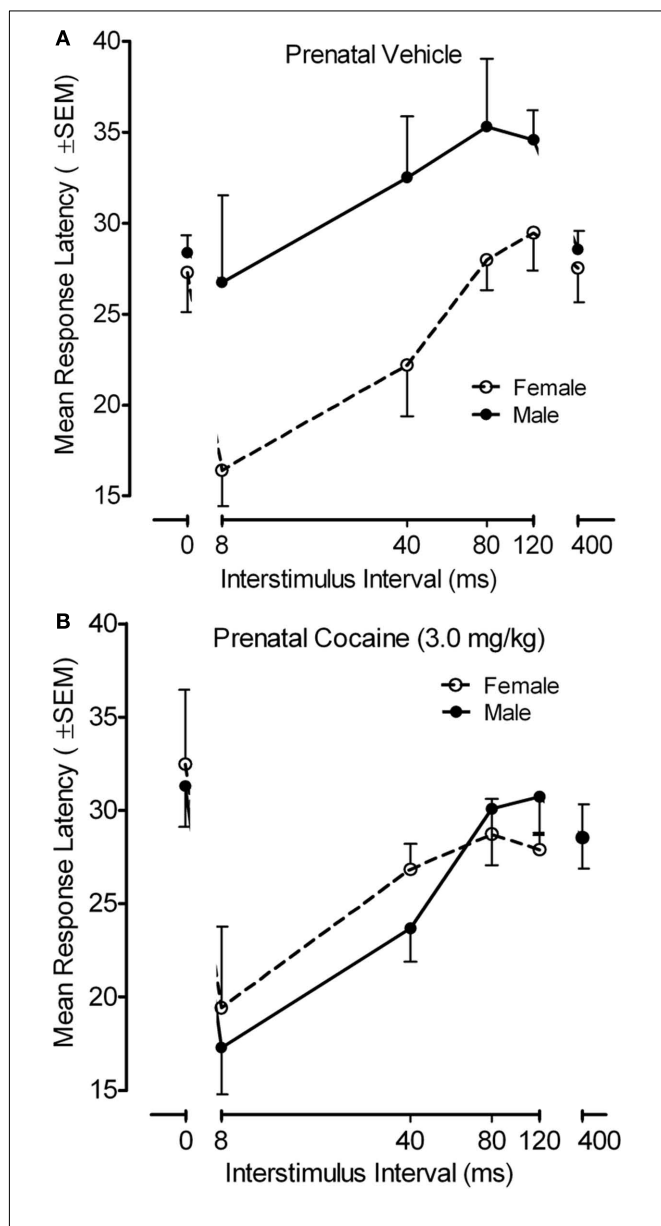 A
Prenatal Vehicle
Mean Response Latency ( ±SEM)
40
35
30
25
20
15
Female
Male
0 8 40 80 120 400
Interstimulus Interval (ms)
B
Prenatal Cocaine (3.0 mg/kg)
Mean Response Latency ( ±SEM)
40
35
30
25
20
15
Female
Male
0 8 40 80 120 400
Interstimulus Interval (ms)